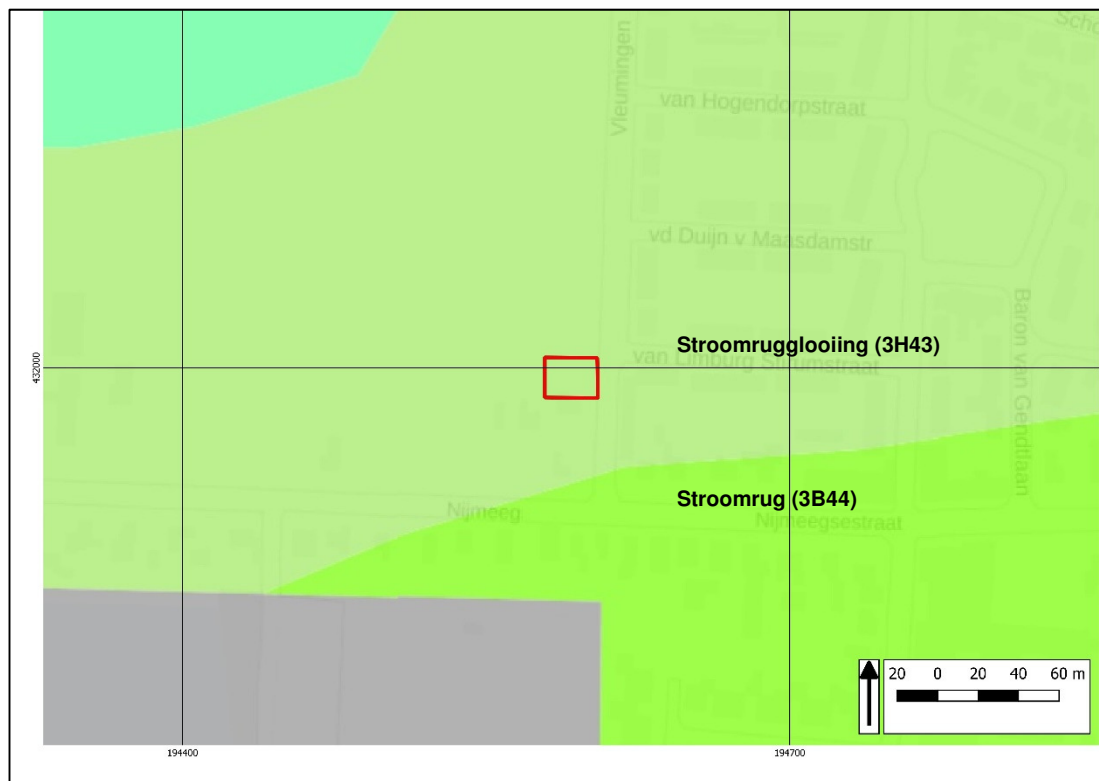 Scho
Vleumingen
van Hogendorpstraat
vd Duijn v Maasdamstr
Stroomrugglooiing (3H43)
van Limburg Stirumstraat
432000
Baron van Gendtlaan
Stroomrug (3B44)
Nijmeeg
Nijmeegsestraat
20 0 20 40 60 m
194400
194700